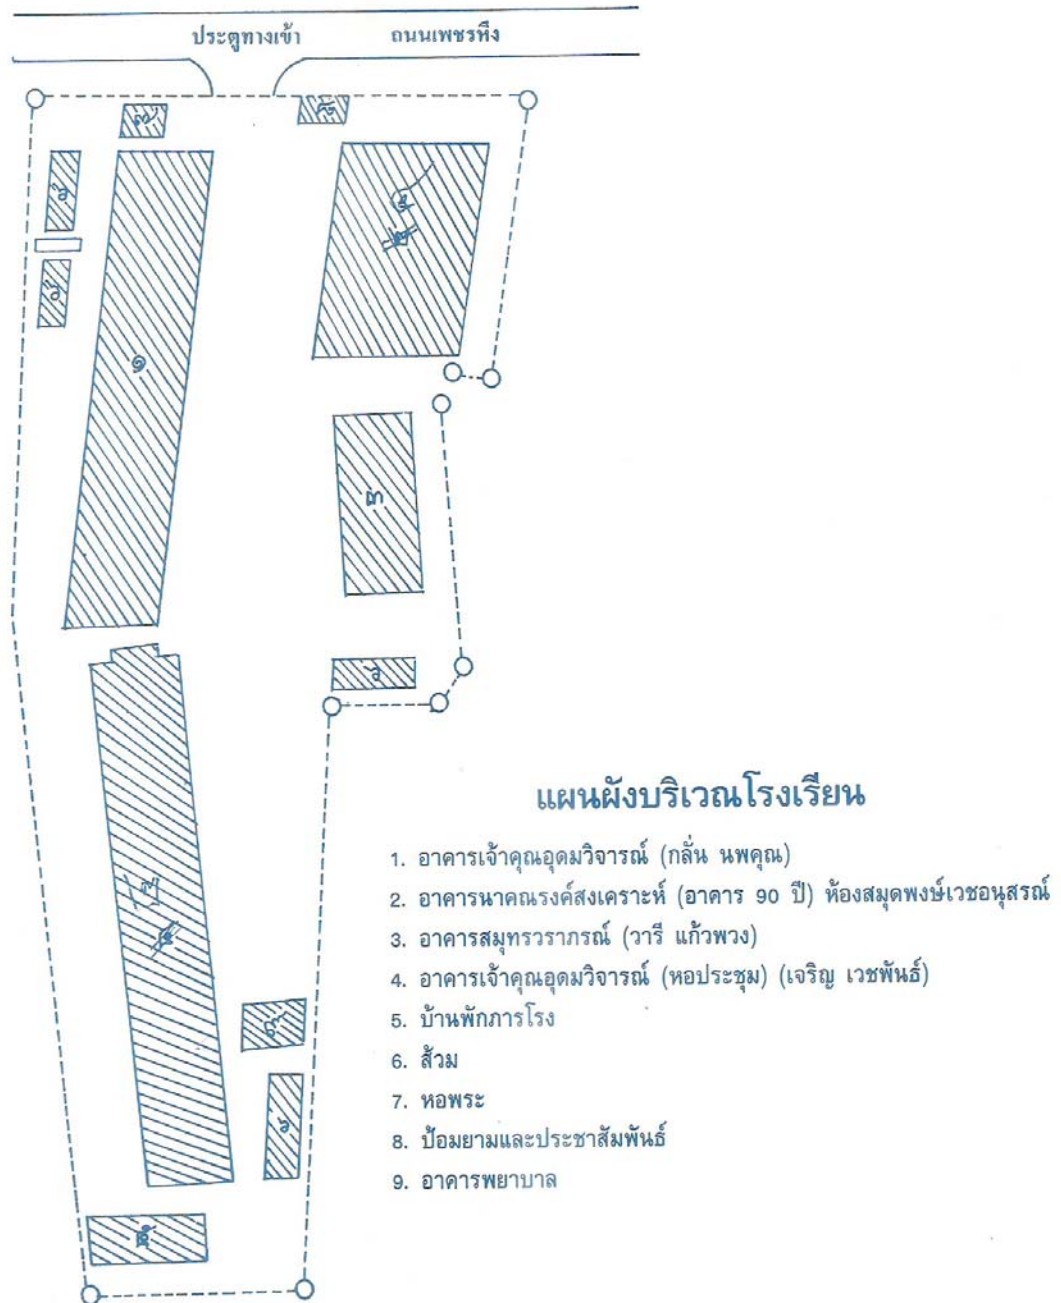 ประตูทางเข้า ถนนเพชรหึง
๗
๘
๖
๖
๑
๓
๖
๖
แผนผังบริเวณโรงเรียน
1. อาคารเจ้าคุณอุดมวิจารณ์ (กลั่น นพคุณ)
2. อาคารนาคณรงค์สงเคราะห์ (อาคาร 90 ปี) ห้องสมุดพงษ์เวชอนุสรณ์
3. อาคารสมุทรวราภรณ์ (วารี แก้วพวง)
4. อาคารเจ้าคุณอุดมวิจารณ์ (หอประชุม) (เจริญ เวชพันธ์)
5. บ้านพักภารโรง
6. ส้วม
7. หอพระ
8. ป้อมยามและประชาสัมพันธ์
9. อาคารพยาบาล